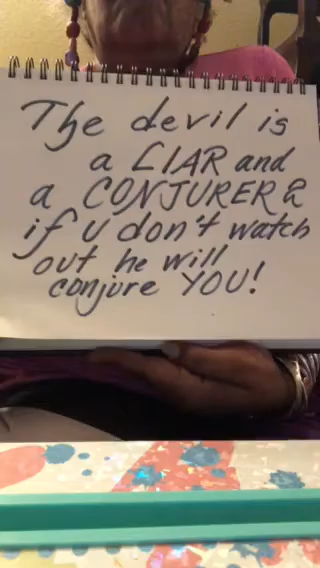 The devil is
a LIAR and
a CONJURER &
if u don't watch
out he will
conjure YOU!